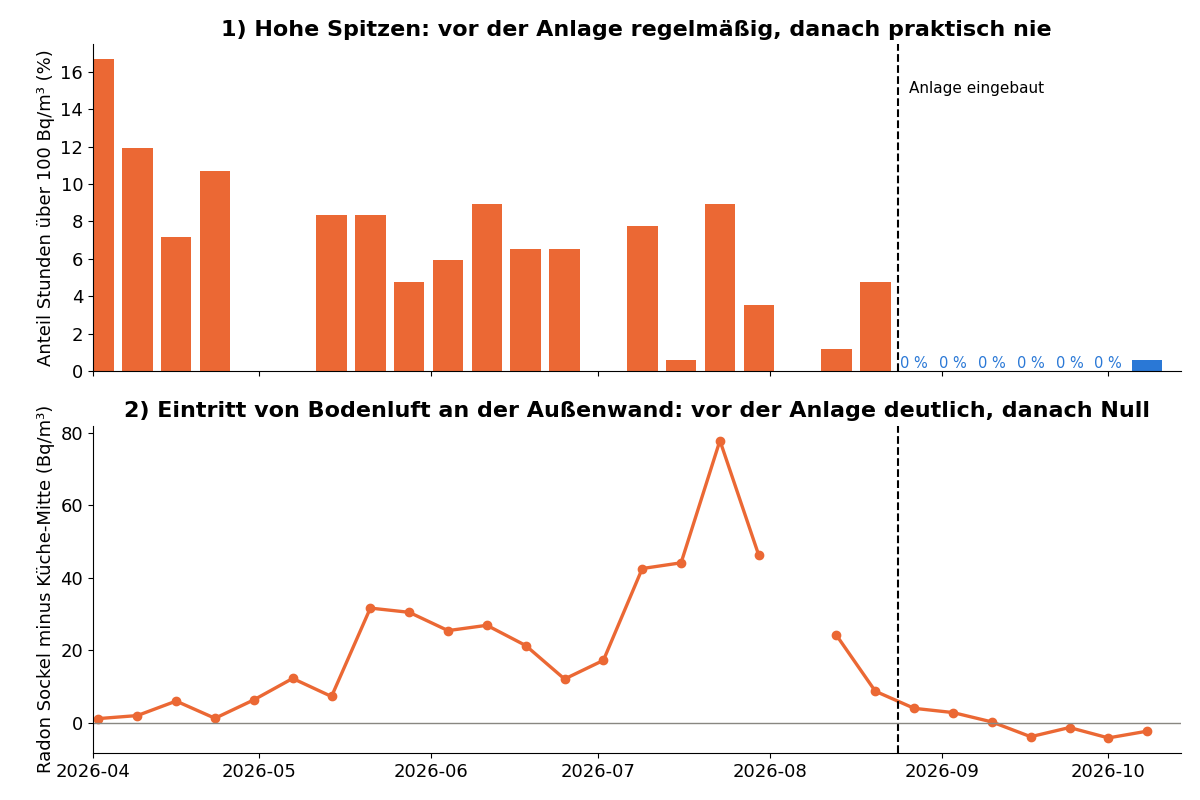 1) Hohe Spitzen: vor der Anlage regelmäßig, danach praktisch nie
Anteil Stunden über 100 Bq/m³ (%)
16
14
12
10
8
6
4
2
0
Anlage eingebaut
0 % 0 % 0 % 0 % 0 % 0 %
2) Eintritt von Bodenluft an der Außenwand: vor der Anlage deutlich, danach Null
Radon Sockel minus Küche-Mitte (Bq/m³)
80
60
40
20
0
2026-04 2026-05 2026-06 2026-07 2026-08 2026-09 2026-10